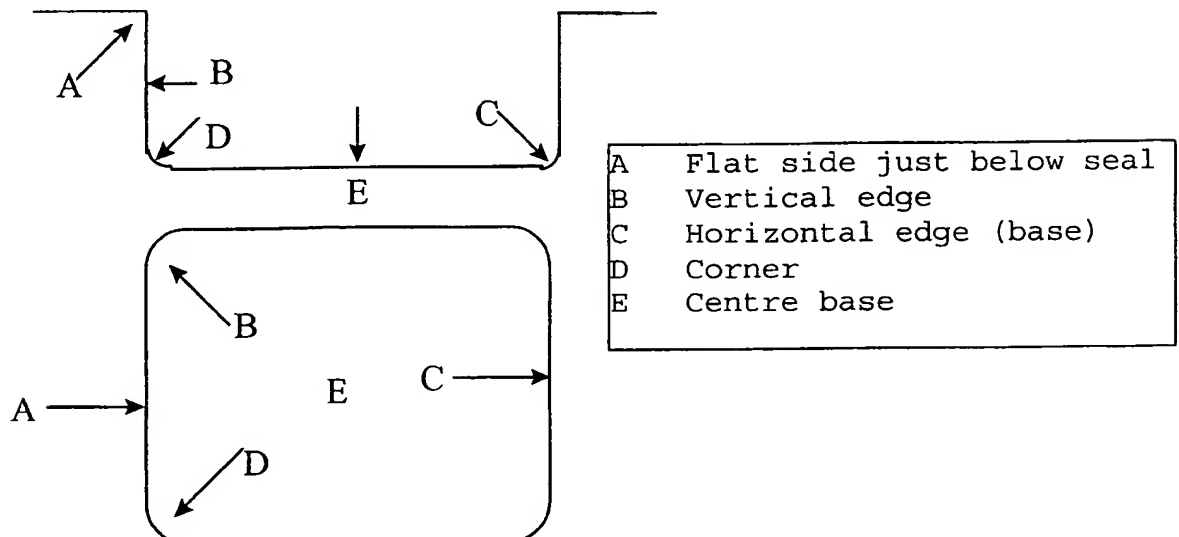 A
B
D
C
E
A Flat side just below seal
B Vertical edge
C Horizontal edge (base)
D Corner
E Centre base
B
E
C
A
D